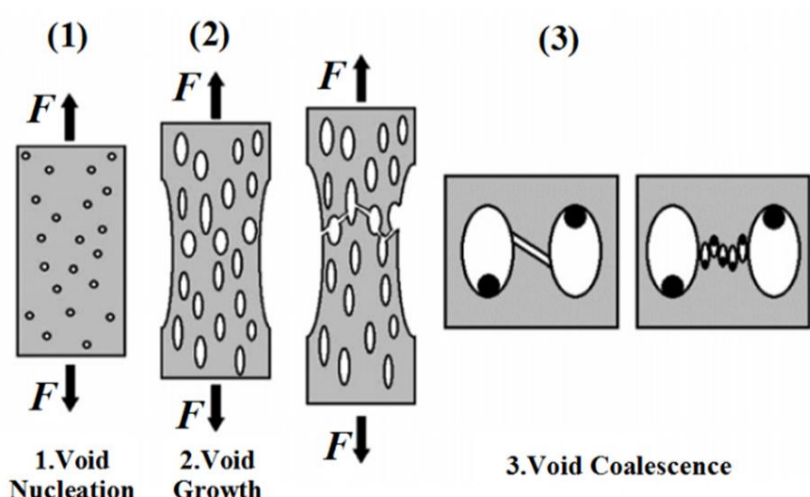 (1)
(2)
(3)
F
F
F
F
F
F
1.Void
Nucleation
2.Void
Growth
3.Void Coalescence